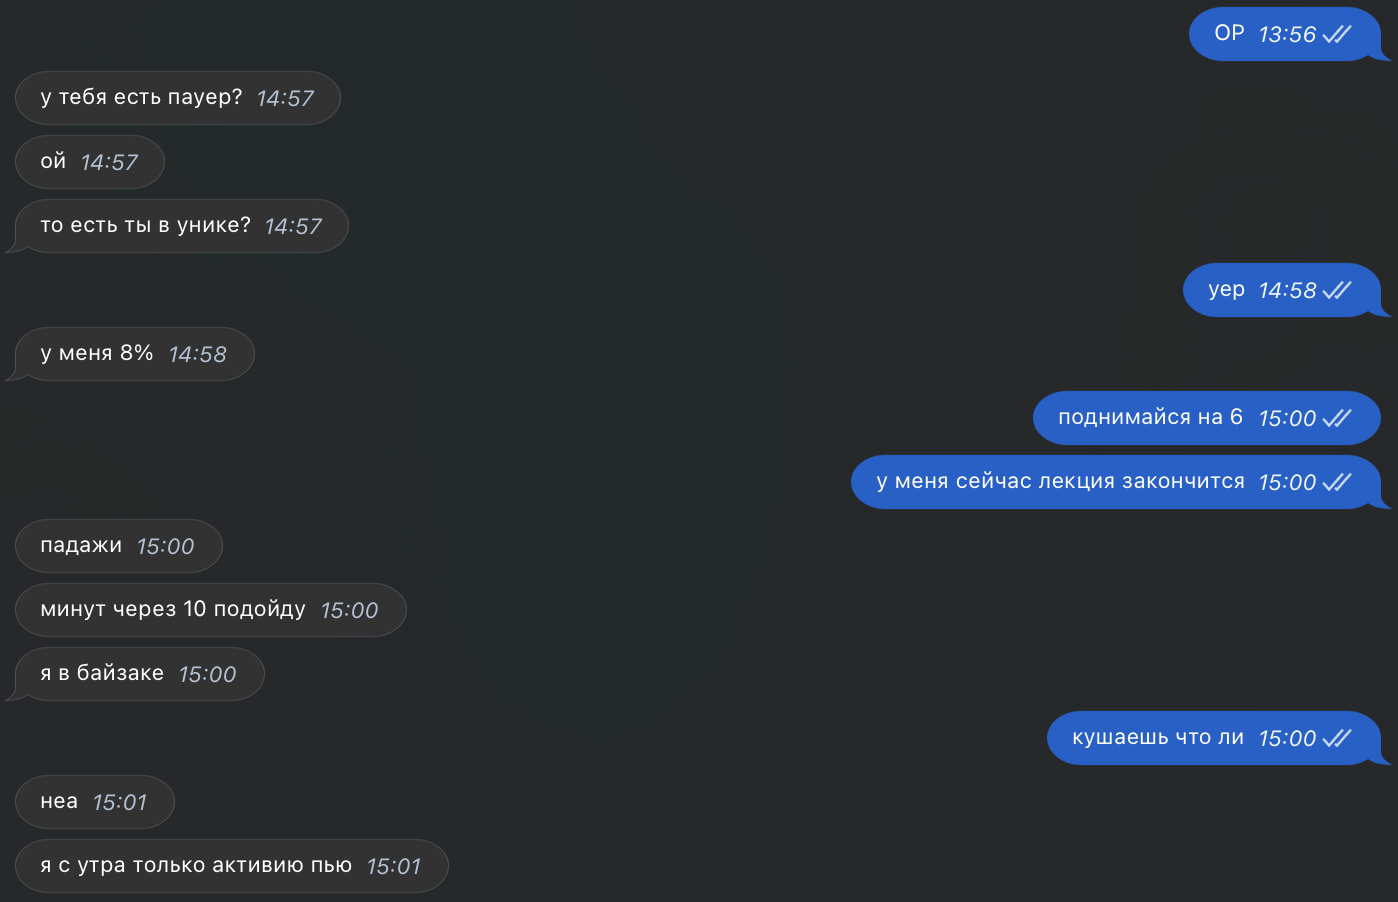 ОР 13:56
у тебя есть пауер? 14:57
ой 14:57
то есть ты в унике? 14:57
уер 14:58
у меня 8% 14:58
поднимайся на 6 15:00
у меня сейчас лекция закончится 15:00
падажи 15:00
минут через 10 подойду 15:00
я в байзаке 15:00
кушаешь что ли 15:00
неа 15:01
я с утра только активию пью 15:01